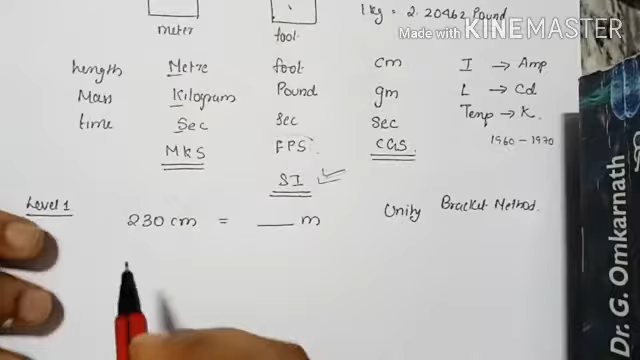 1 kg = 2.20462 Pound
Made with KINEMASTER
meter
foot
Length Metre foot cm I → Amp
Mass Kilogram Pound gm L → Cd
time Sec sec sec Temp → K.
MKS FPS. CGS 1960 - 1970
SI
Level 1
230 cm = ___ m Unity Bracket Method.
Dr. G. Omkarnath